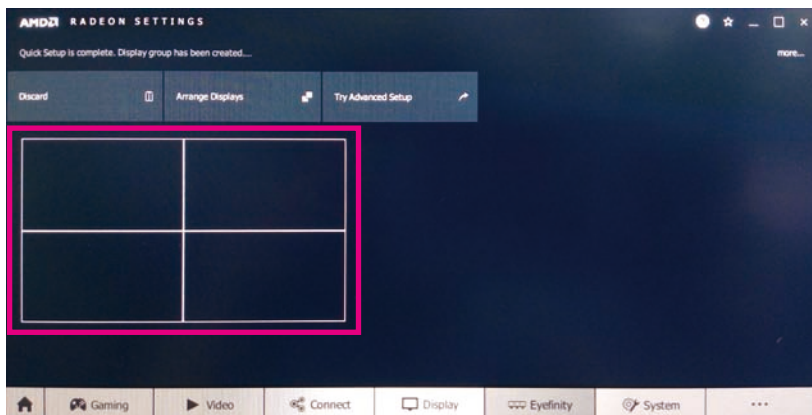 AMD RADEON SETTINGS
Quick Setup is complete. Display group has been created....
more...
Discard
Arrange Displays
Try Advanced Setup
Gaming
Video
Connect
Display
Eyefinity
System
...